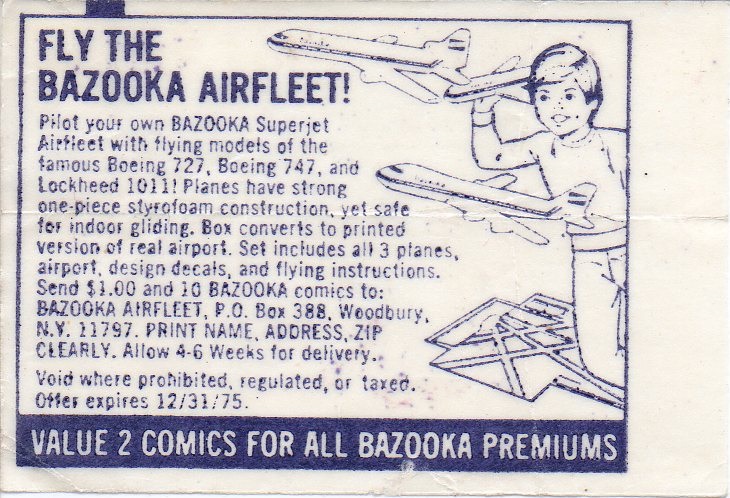 FLY THE
BAZOOKA AIRFLEET!
Pilot your own BAZOOKA Superjet
Airfleet with flying models of the
famous Boeing 727, Boeing 747, and
Lockheed 1011! Planes have strong
one-piece styrofoam construction, yet safe
for indoor gliding. Box converts to printed
version of real airport. Set includes all 3 planes,
airport, design decals, and flying instructions.
Send $1.00 and 10 BAZOOKA comics to:
BAZOOKA AIRFLEET, P.O. Box 388, Woodbury,
N.Y. 11797. PRINT NAME, ADDRESS, ZIP
CLEARLY. Allow 4-6 Weeks for delivery.
Void where prohibited, regulated, or taxed.
Offer expires 12/31/75.
VALUE 2 COMICS FOR ALL BAZOOKA PREMIUMS